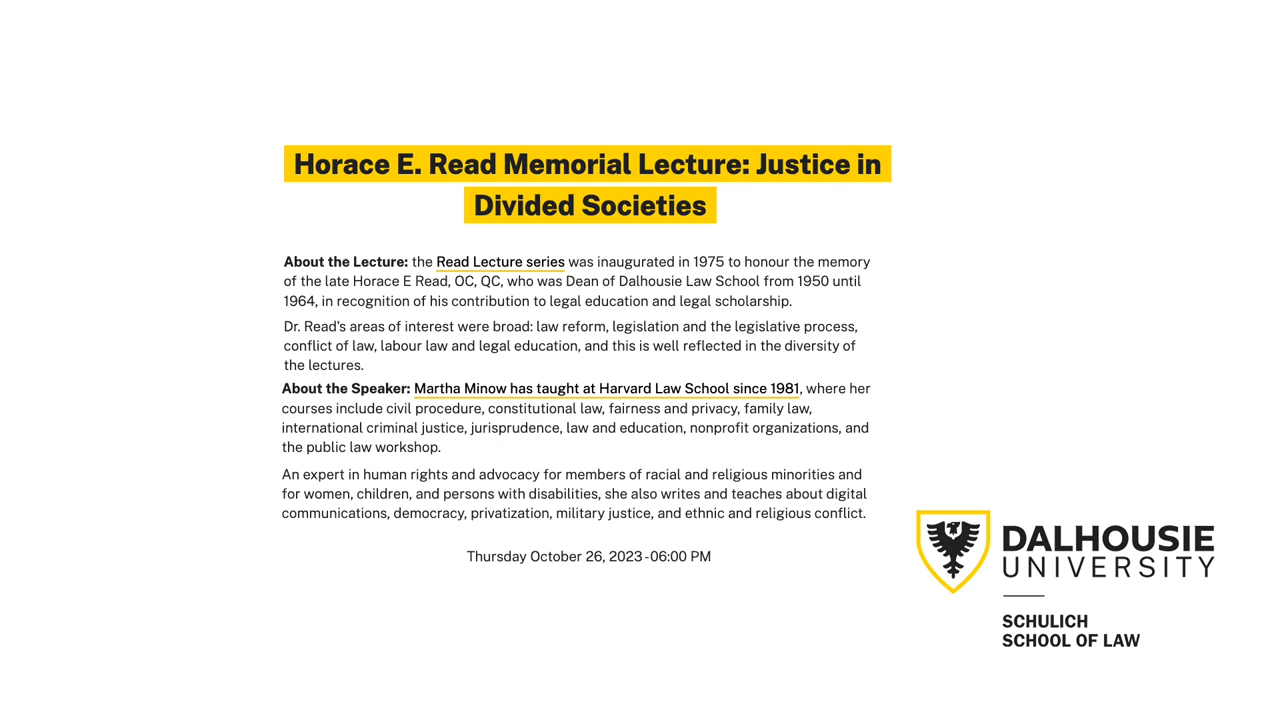 Horace E. Read Memorial Lecture: Justice in
Divided Societies
About the Lecture: the Read Lecture series was inaugurated in 1975 to honour the memory
of the late Horace E Read, OC, QC, who was Dean of Dalhousie Law School from 1950 until
1964, in recognition of his contribution to legal education and legal scholarship.
Dr. Read's areas of interest were broad: law reform, legislation and the legislative process,
conflict of law, labour law and legal education, and this is well reflected in the diversity of
the lectures.
About the Speaker: Martha Minow has taught at Harvard Law School since 1981, where her
courses include civil procedure, constitutional law, fairness and privacy, family law,
international criminal justice, jurisprudence, law and education, nonprofit organizations, and
the public law workshop.
An expert in human rights and advocacy for members of racial and religious minorities and
for women, children, and persons with disabilities, she also writes and teaches about digital
communications, democracy, privatization, military justice, and ethnic and religious conflict.
Thursday October 26, 2023 - 06:00 PM
DALHOUSIE
UNIVERSITY
SCHULICH
SCHOOL OF LAW